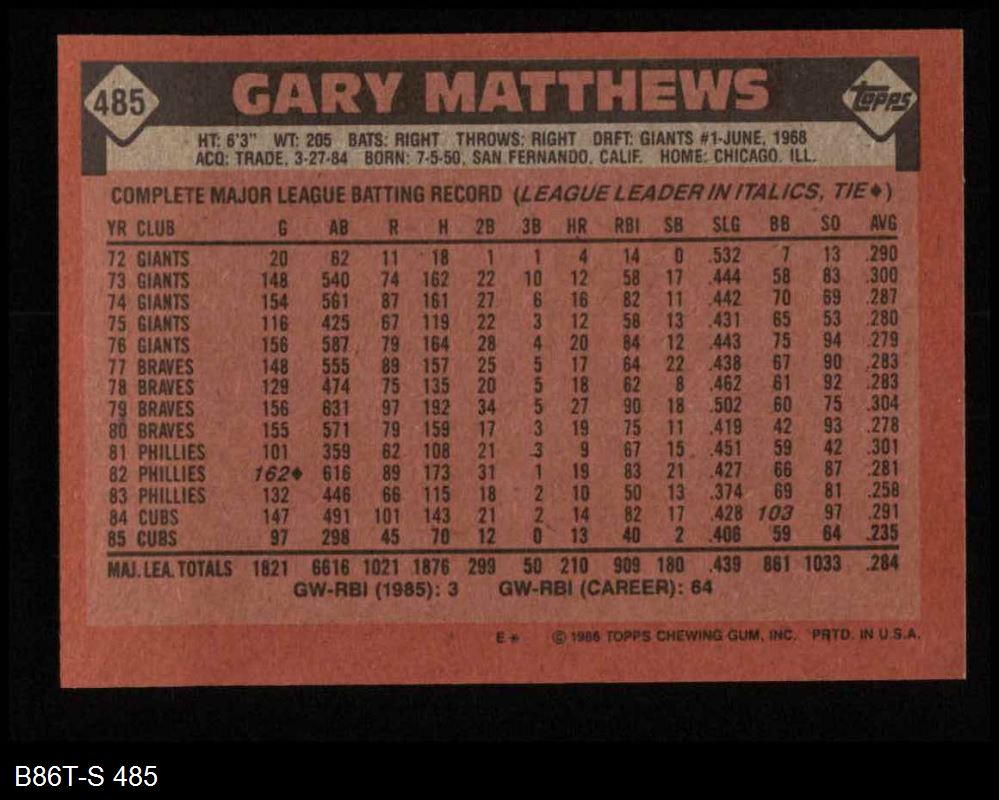 485 GARY MATTHEWS Topps
HT: 6'3" WT: 205 BATS: RIGHT THROWS: RIGHT DRFT: GIANTS #1-JUNE, 1968
ACQ: TRADE, 3-27-84 BORN: 7-5-50, SAN FERNANDO, CALIF. HOME: CHICAGO, ILL.
COMPLETE MAJOR LEAGUE BATTING RECORD (LEAGUE LEADER IN ITALICS, TIE♦)
YR CLUB G AB R H 2B 3B HR RBI SB SLG BB SO AVG
72 GIANTS 20 62 11 18 1 1 4 14 0 .532 7 13 .290
73 GIANTS 148 540 74 162 22 10 12 58 17 .444 58 83 .300
74 GIANTS 154 561 87 161 27 6 16 82 11 .442 70 69 .287
75 GIANTS 116 425 67 119 22 3 12 58 13 .431 65 53 .280
76 GIANTS 156 587 79 164 28 4 20 84 12 .443 75 94 .279
77 BRAVES 148 555 89 157 25 5 17 64 22 .438 67 90 .283
78 BRAVES 129 474 75 135 20 5 18 62 8 .462 61 92 .283
79 BRAVES 156 631 97 192 34 5 27 90 18 .502 60 75 .304
80 BRAVES 155 571 79 159 17 3 19 75 11 .419 42 93 .278
81 PHILLIES 101 359 62 108 21 3 9 67 15 .451 59 42 .301
82 PHILLIES 162♦ 616 89 173 31 1 19 83 21 .427 66 87 .281
83 PHILLIES 132 446 66 115 18 2 10 50 13 .374 69 81 .258
84 CUBS 147 491 101 143 21 2 14 82 17 .428 103 97 .291
85 CUBS 97 298 45 70 12 0 13 40 2 .406 59 64 .235
MAJ. LEA. TOTALS 1821 6616 1021 1876 299 50 210 909 180 .439 861 1033 .284
GW-RBI (1985): 3 GW-RBI (CAREER): 64
E* © 1986 TOPPS CHEWING GUM, INC. PRTD. IN U.S.A.
B86T-S 485